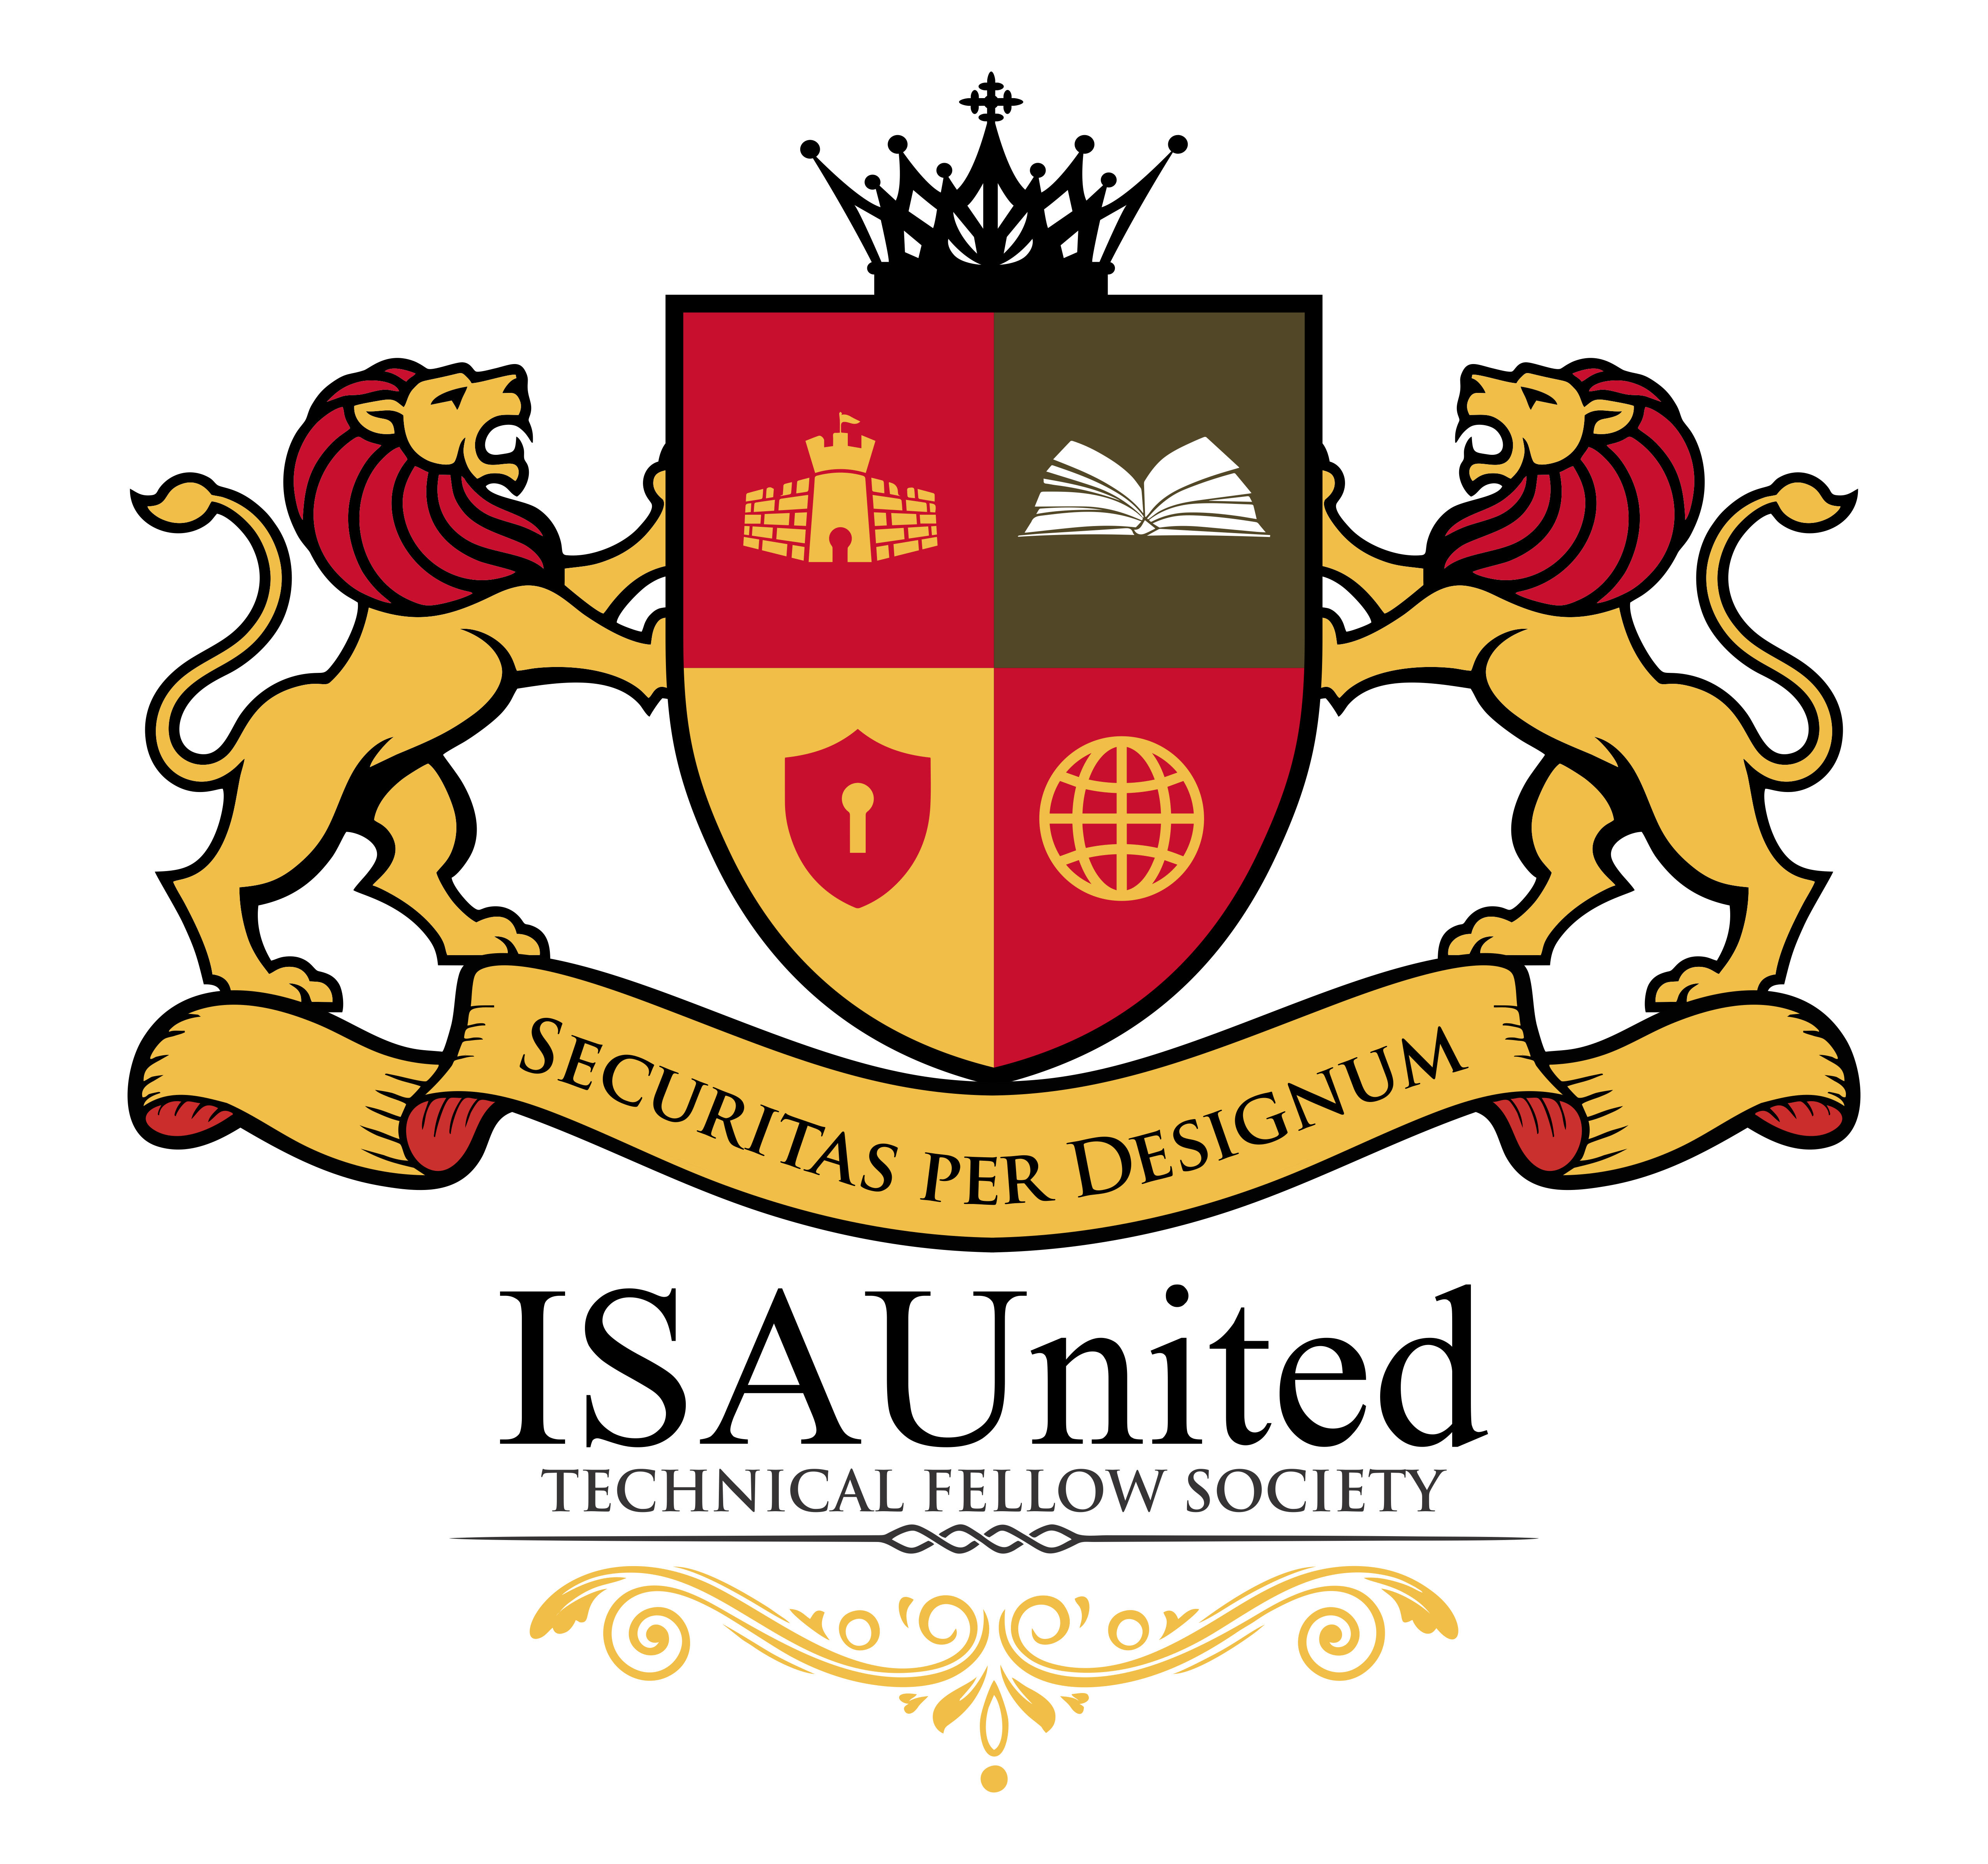 SECURITAS PER DESIGNUM
ISAUnited
TECHNICAL FELLOW SOCIETY